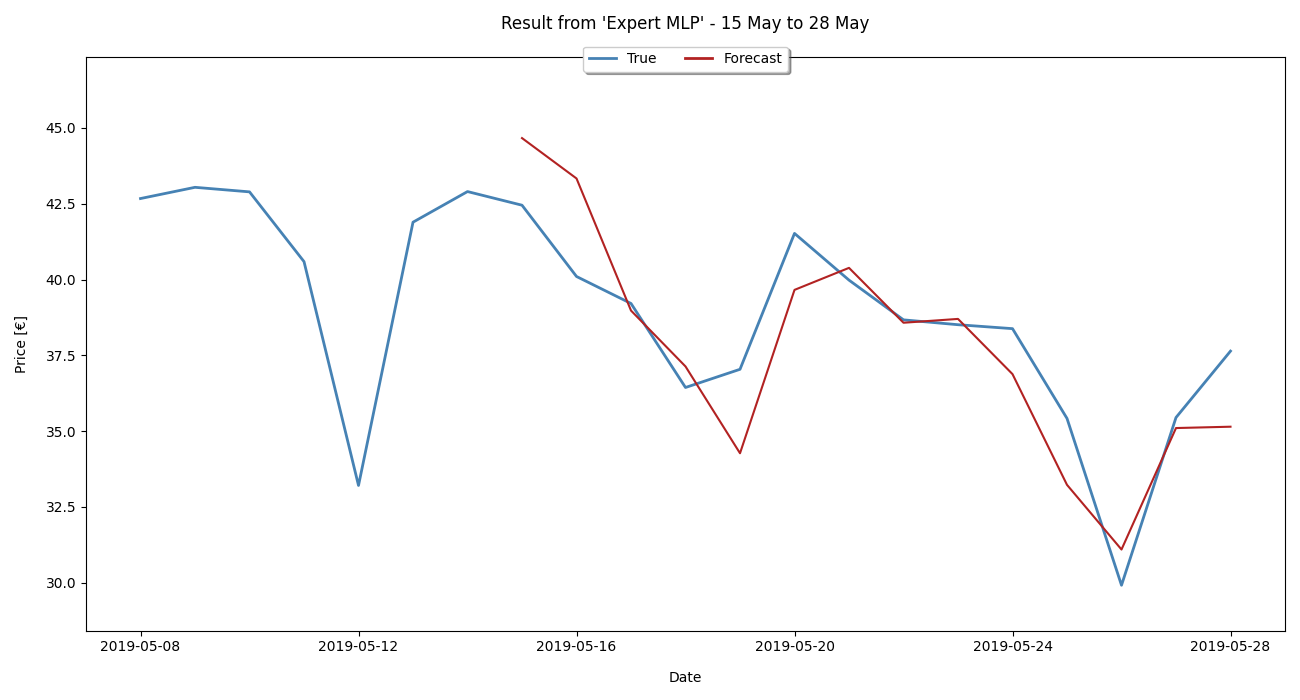 Result from 'Expert MLP' - 15 May to 28 May
True Forecast
45.0
42.5
40.0
37.5
35.0
32.5
30.0
Price [€]
2019-05-08 2019-05-12 2019-05-16 2019-05-20 2019-05-24 2019-05-28
Date